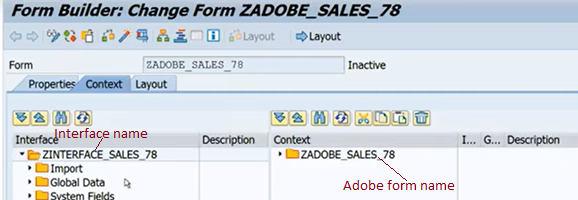 Form Builder: Change Form ZADOBE_SALES_78
Layout Layout
Form ZADOBE_SALES_78 Inactive
Properties Context Layout
Interface name
Interface Description Context I... G... Description
ZINTERFACE_SALES_78 ZADOBE_SALES_78
Import
Adobe form name
Global Data
System Fields